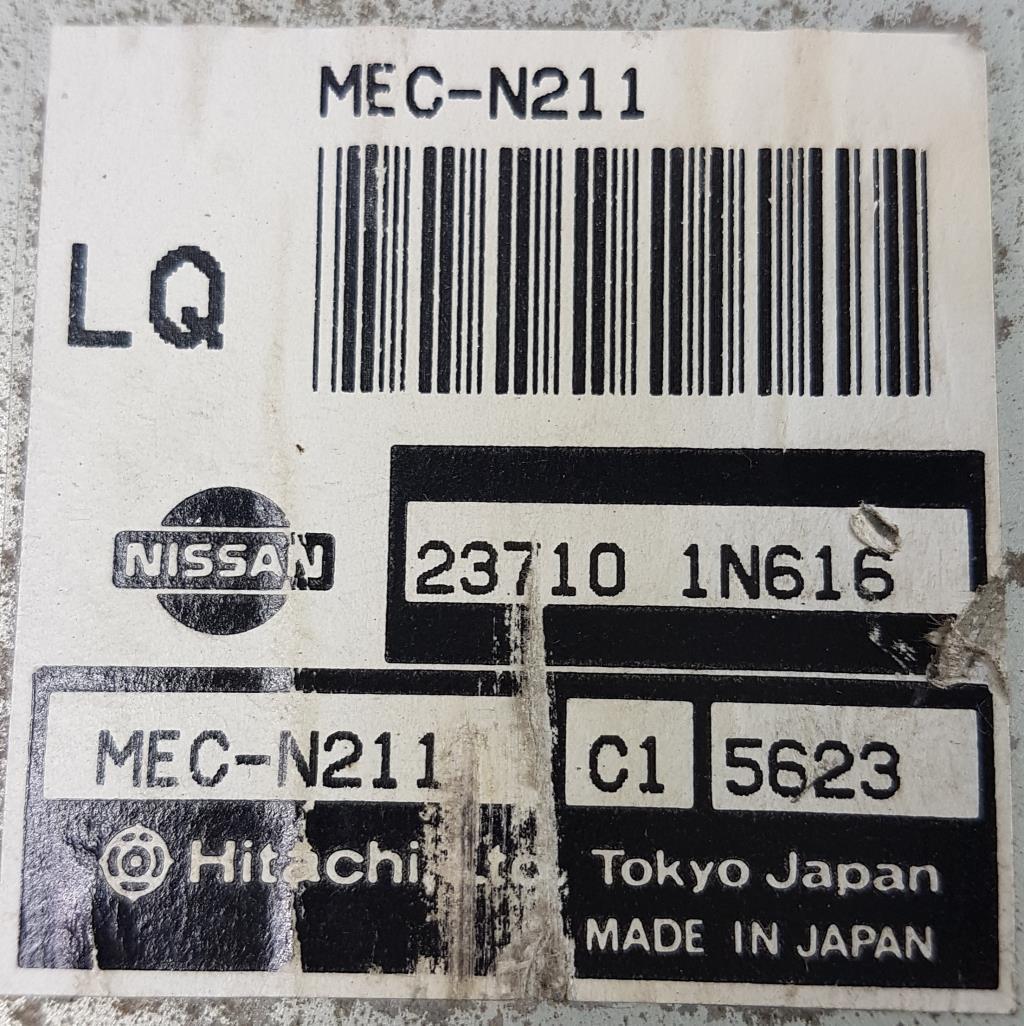 MEC-N211
LQ
NISSAN
23710 1N616
MEC-N211 C1 5623
Hitachi Tokyo Japan
MADE IN JAPAN